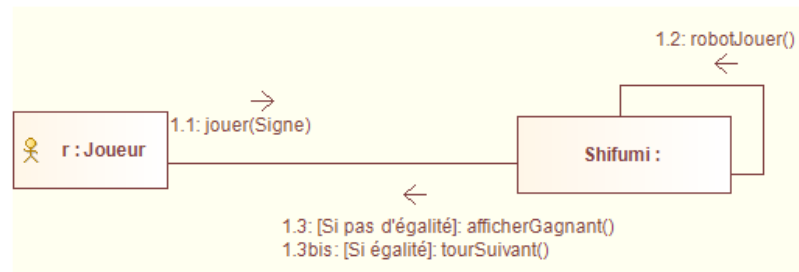 1.2: robotJouer()
1.1: jouer(Signe)
r : Joueur
Shifumi :
1.3: [Si pas d'égalité]: afficherGagnant()
1.3bis: [Si égalité]: tourSuivant()